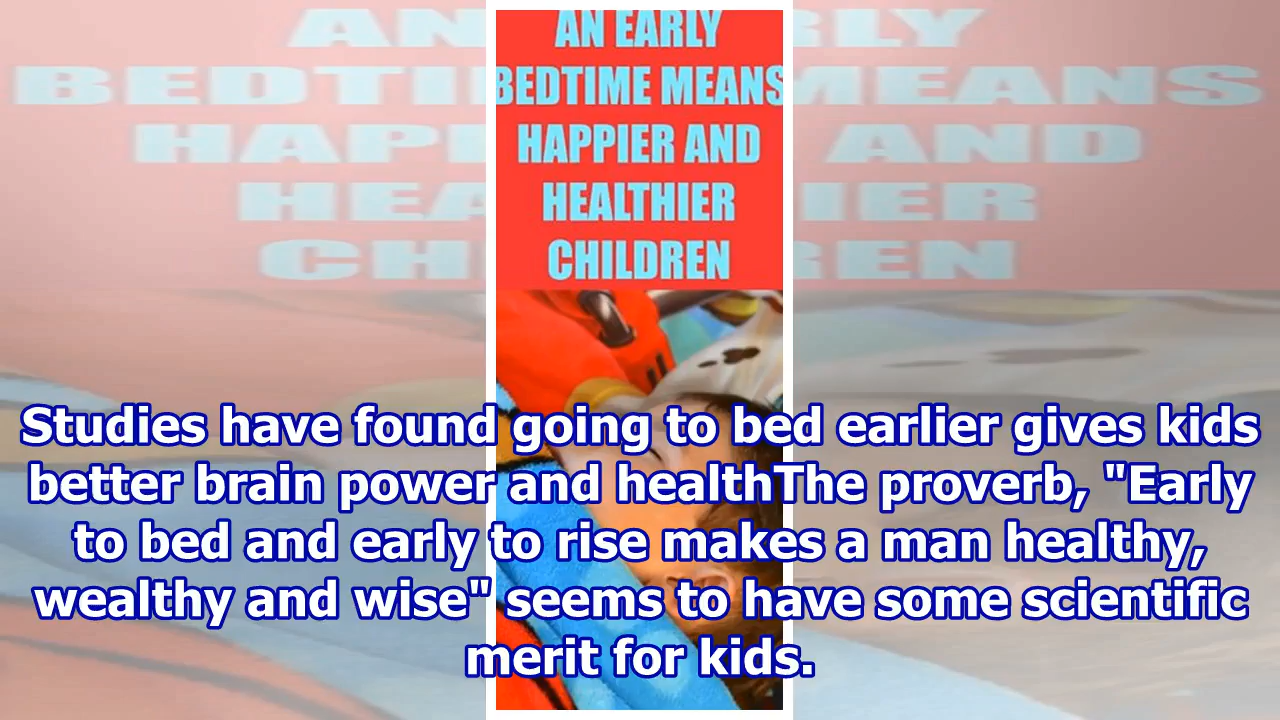 AN EARLY
BEDTIME MEANS
HAPPIER AND
HEALTHIER
CHILDREN
Studies have found going to bed earlier gives kids
better brain power and healthThe proverb, "Early
to bed and early to rise makes a man healthy,
wealthy and wise" seems to have some scientific
merit for kids.